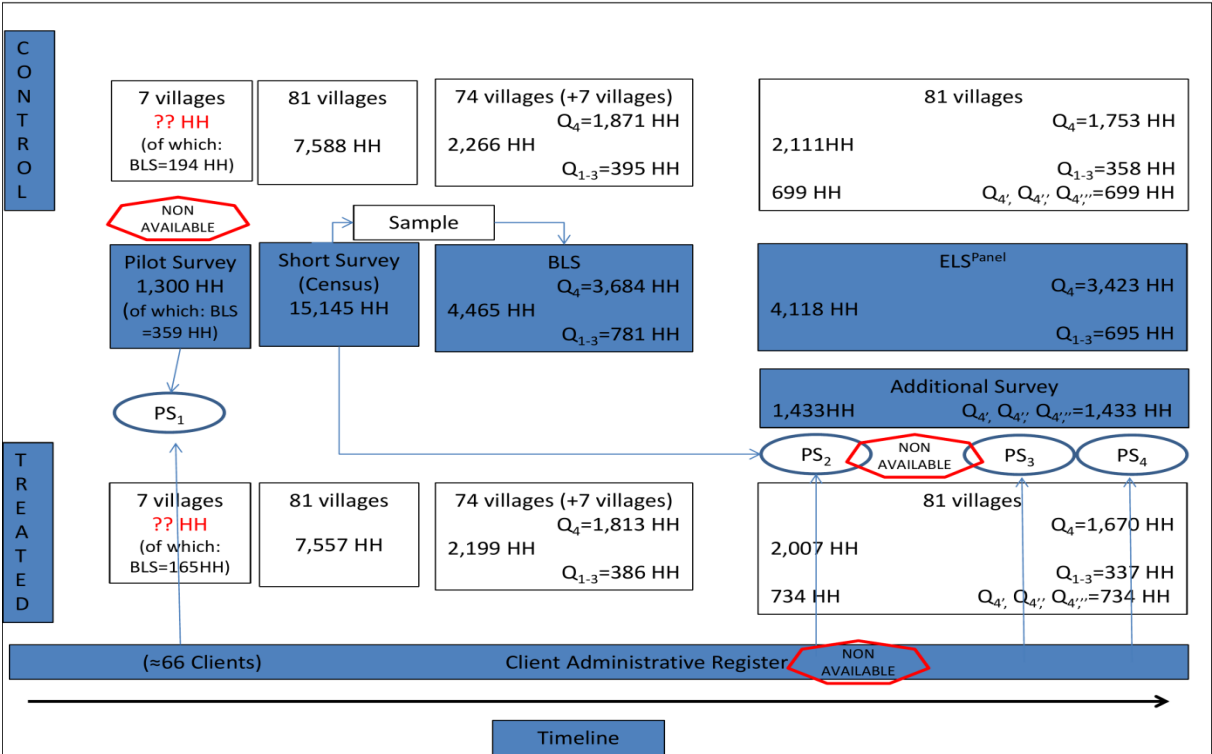 CONTROL
7 villages
?? HH
(of which:
BLS=194 HH)
81 villages
7,588 HH
74 villages (+7 villages)
Q4=1,871 HH
2,266 HH
Q1-3=395 HH
81 villages
Q4=1,753 HH
2,111HH
Q1-3=358 HH
699 HH Q4', Q4'', Q4'''=699 HH
NON
AVAILABLE
Sample
Pilot Survey
1,300 HH
(of which: BLS
=359 HH)
Short Survey
(Census)
15,145 HH
BLS
Q4=3,684 HH
4,465 HH
Q1-3=781 HH
ELSPanel
Q4=3,423 HH
4,118 HH
Q1-3=695 HH
Additional Survey
1,433HH Q4', Q4'', Q4'''=1,433 HH
PS1
PS2
NON
AVAILABLE
PS3
PS4
TREATED
7 villages
?? HH
(of which:
BLS=165HH)
81 villages
7,557 HH
74 villages (+7 villages)
Q4=1,813 HH
2,199 HH
Q1-3=386 HH
81 villages
Q4=1,670 HH
2,007 HH
Q1-3=337 HH
734 HH Q4', Q4'', Q4'''=734 HH
(≈66 Clients) Client Administrative Register
NON
AVAILABLE
Timeline